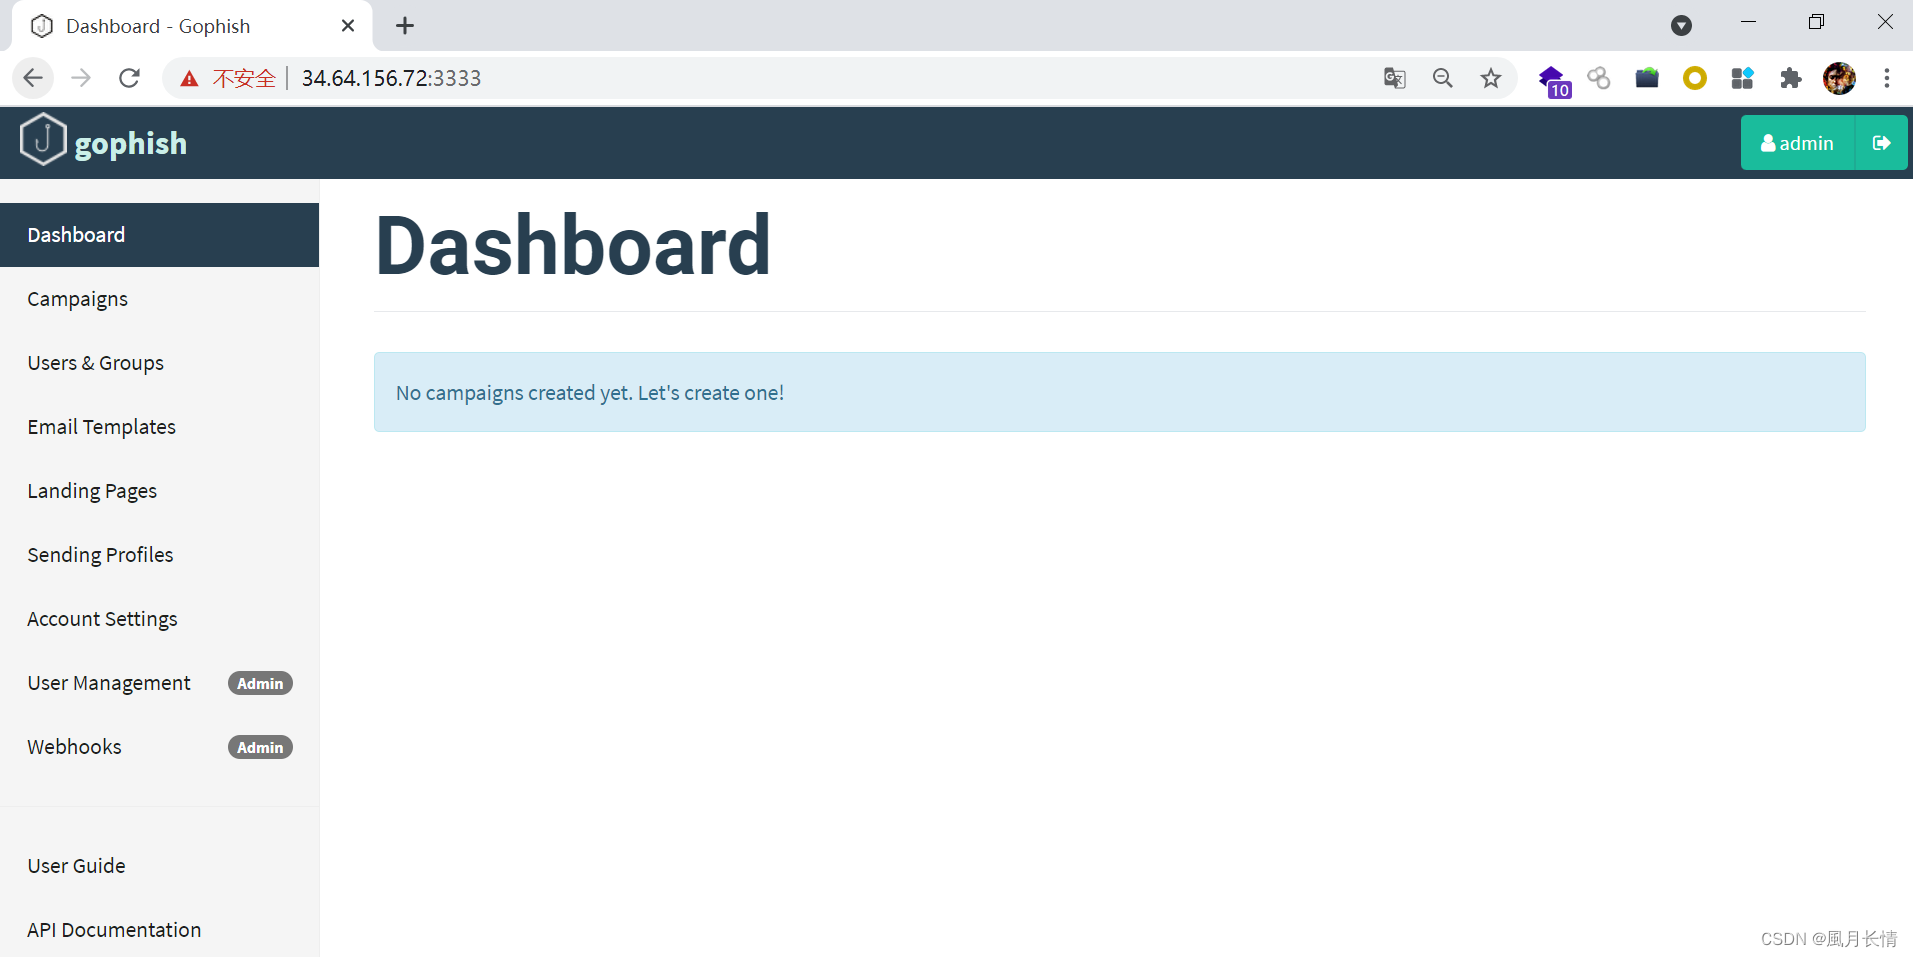 Dashboard - Gophish
不安全 34.64.156.72:3333
10
gophish
admin
Dashboard
Campaigns
Users & Groups
Email Templates
Landing Pages
Sending Profiles
Account Settings
User Management Admin
Webhooks Admin
User Guide
API Documentation
Dashboard
No campaigns created yet. Let's create one!
CSDN @風月长情